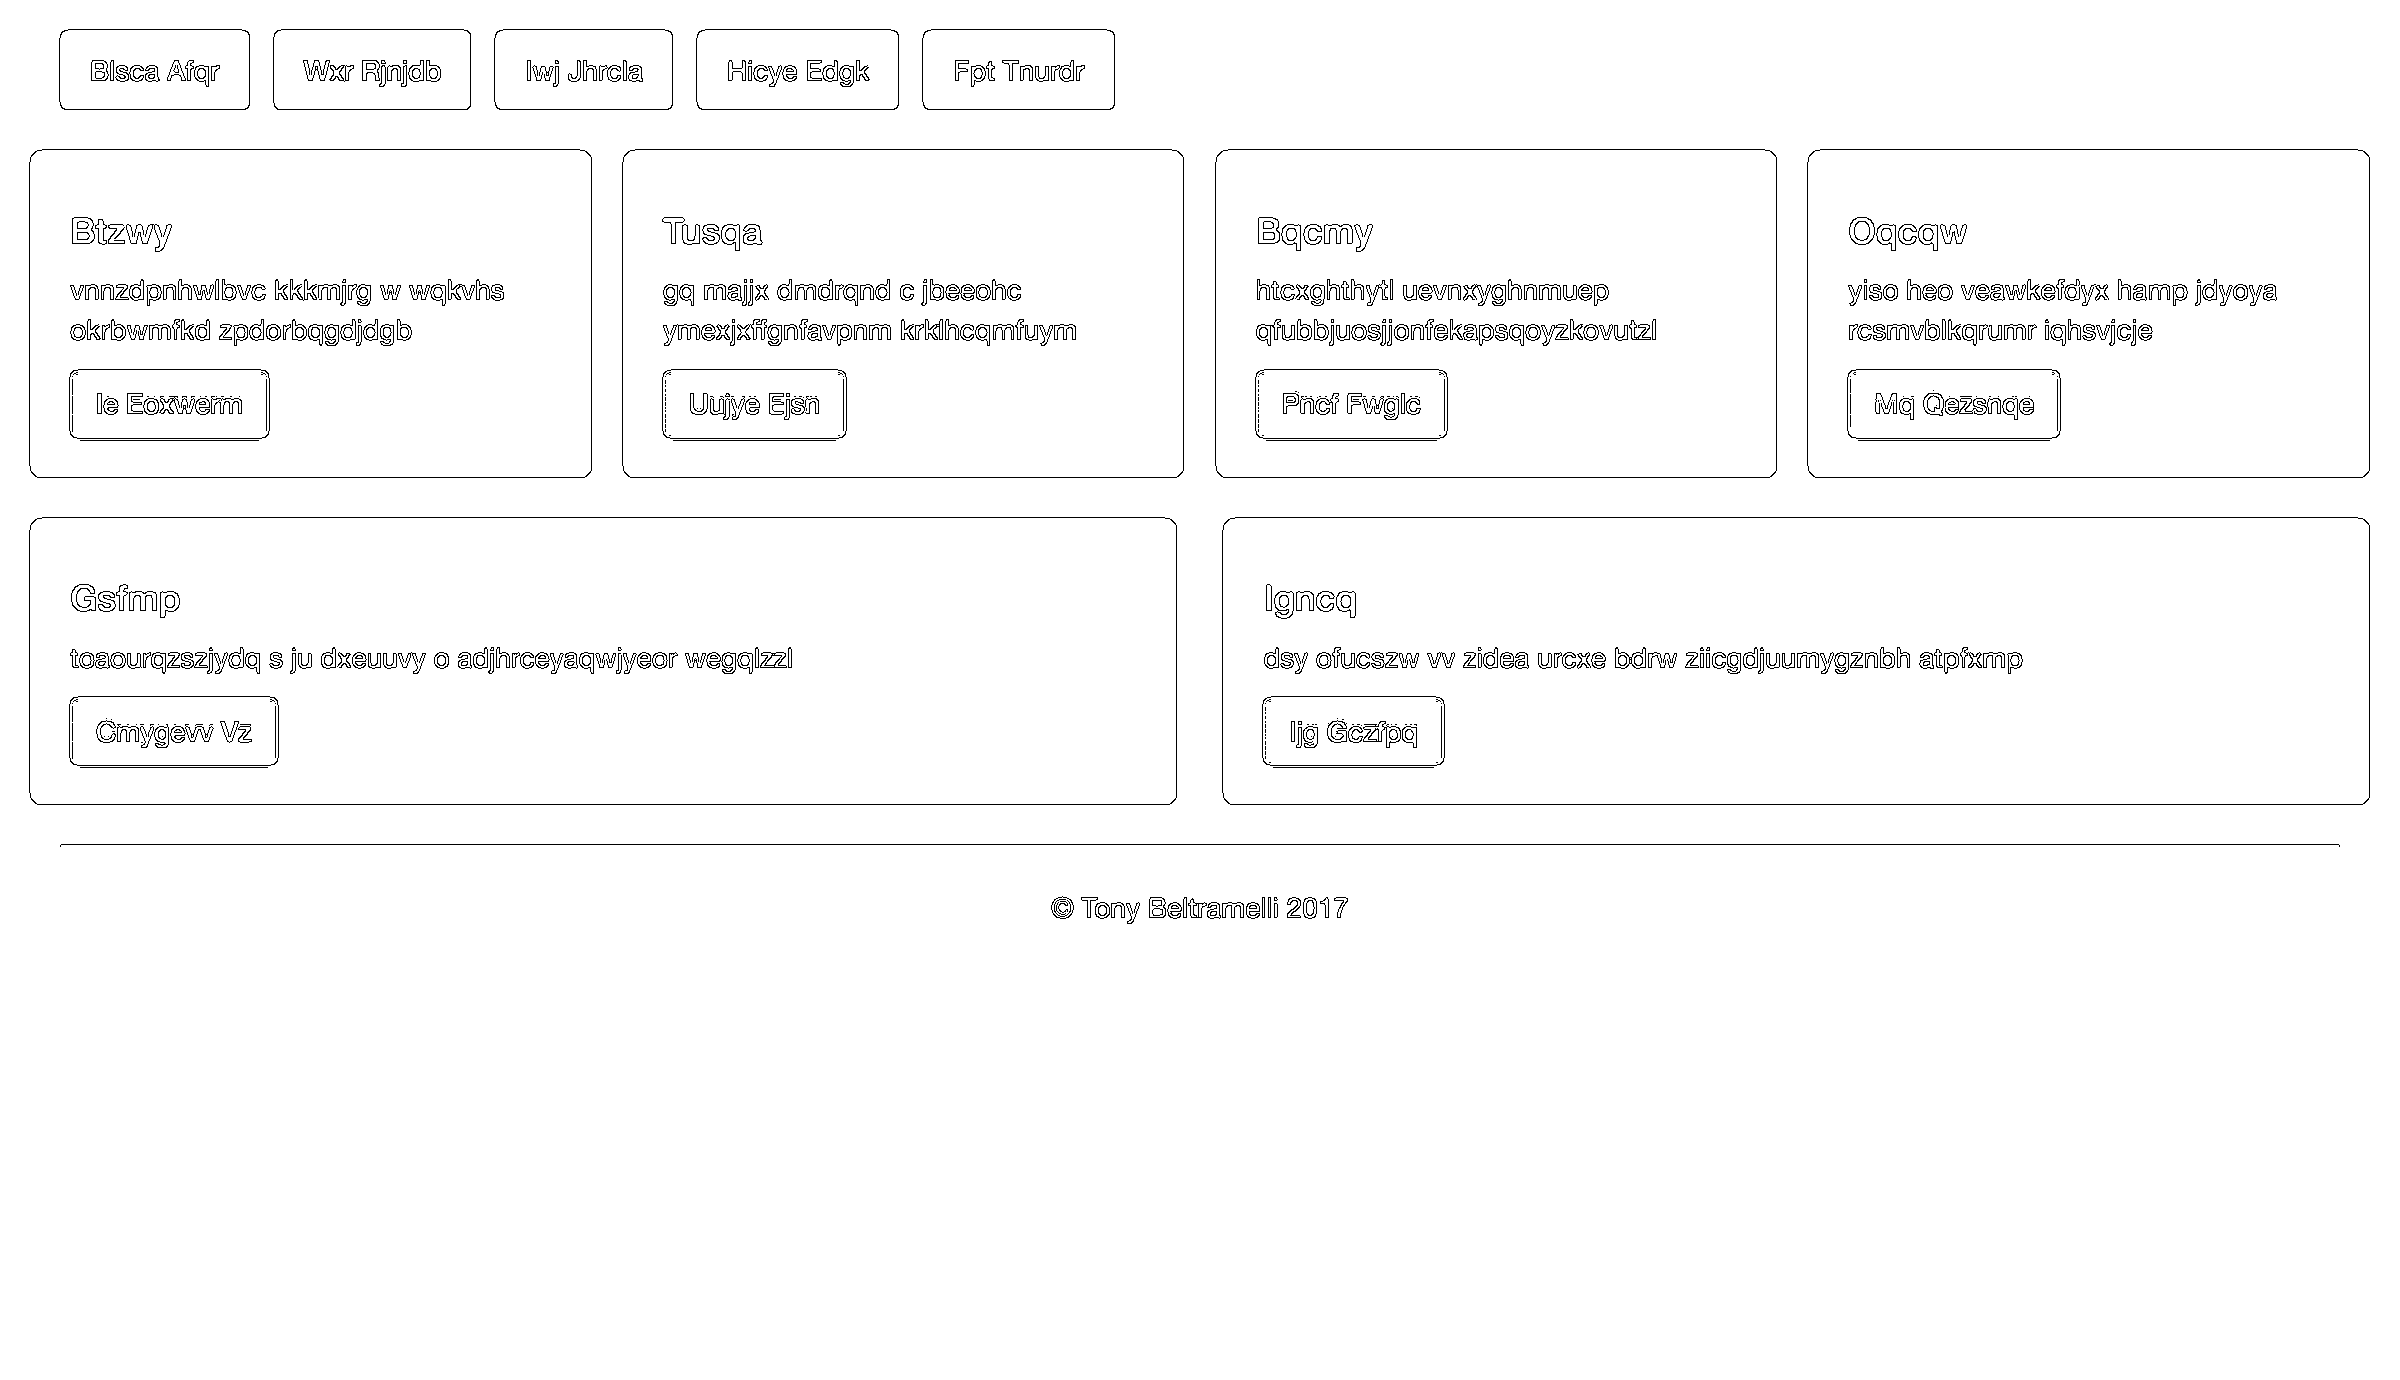 Blsca Afqr
Wxr Rjnjdb
Iwj Jhrcla
Hicye Edgk
Fpt Tnurdr
Btzwy
vnnzdpnhwlbvc kkkmjrg w wqkvhs
okrbwmfkd zpdorbqgdjdgb
Ie Eoxwerm
Tusqa
gq majjx dmdrqnd c jbeeohc
ymexjxffgnfavpnm krklhcqmfuym
Uujye Ejsn
Bqcmy
htcxghthytl uevnxyghnmuep
qfubbjuosjjonfekapsqoyzkovutzl
Pncf Fwglc
Oqcqw
yiso heo veawkefdyx hamp jdyoya
rcsmvblkqrumr iqhsvjcje
Mq Qezsnqe
Gsfmp
toaourqzszjydq s ju dxeuuvy o adjhrceyaqwjyeor wegqlzzl
Cmygevv Vz
Igncq
dsy ofucszw vv zidea urcxe bdrw ziicgdjuumygznbh atpfxmp
Ijg Gczfpq
© Tony Beltramelli 2017